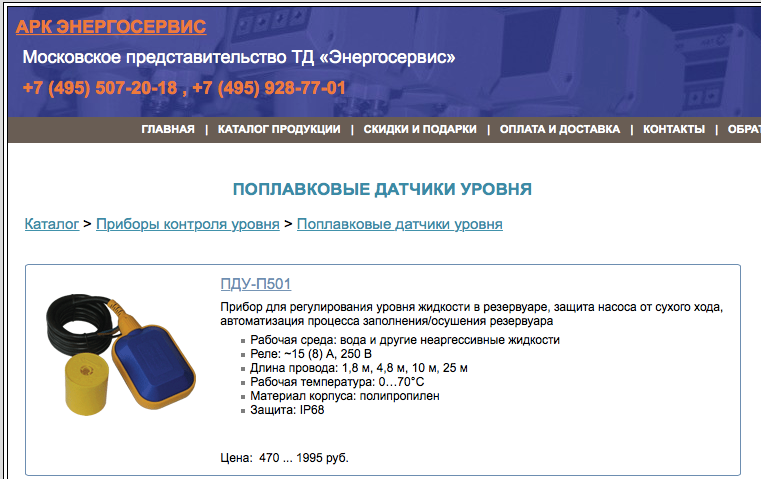 АРК ЭНЕРГОСЕРВИС
Московское представительство ТД «Энергосервис»
+7 (495) 507-20-18 , +7 (495) 928-77-01
ГЛАВНАЯ | КАТАЛОГ ПРОДУКЦИИ | СКИДКИ И ПОДАРКИ | ОПЛАТА И ДОСТАВКА | КОНТАКТЫ | ОБРАТ
ПОПЛАВКОВЫЕ ДАТЧИКИ УРОВНЯ
Каталог > Приборы контроля уровня > Поплавковые датчики уровня
ПДУ-П501
Прибор для регулирования уровня жидкости в резервуаре, защита насоса от сухого хода,
автоматизация процесса заполнения/осушения резервуара
Рабочая среда: вода и другие неагрессивные жидкости
Реле: ~15 (8) А, 250 В
Длина провода: 1,8 м, 4,8 м, 10 м, 25 м
Рабочая температура: 0…70°С
Материал корпуса: полипропилен
Защита: IP68
Цена: 470 ... 1995 руб.